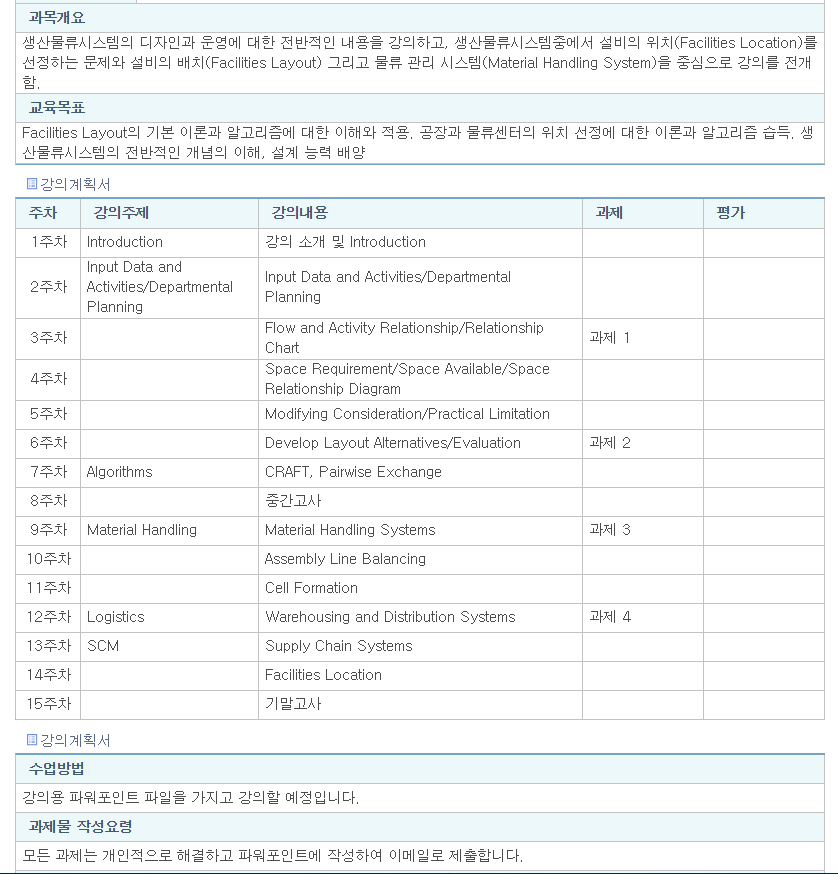 과목개요
생산물류시스템의 디자인과 운영에 대한 전반적인 내용을 강의하고, 생산물류시스템중에서 설비의 위치(Facilities Location)를
선정하는 문제와 설비의 배치(Facilities Layout) 그리고 물류 관리 시스템(Material Handling System)을 중심으로 강의를 전개
함.
교육목표
Facilities Layout의 기본 이론과 알고리즘에 대한 이해와 적용. 공장과 물류센터의 위치 선정에 대한 이론과 알고리즘 습득. 생
산물류시스템의 전반적인 개념의 이해, 설계 능력 배양
강의계획서
주차 강의주제 강의내용 과제 평가
1주차 Introduction 강의 소개 및 Introduction
2주차 Input Data and Activities/Departmental Planning Input Data and Activities/Departmental Planning
3주차 Flow and Activity Relationship/Relationship Chart 과제 1
4주차 Space Requirement/Space Available/Space Relationship Diagram
5주차 Modifying Consideration/Practical Limitation
6주차 Develop Layout Alternatives/Evaluation 과제 2
7주차 Algorithms CRAFT, Pairwise Exchange
8주차 중간고사
9주차 Material Handling Material Handling Systems 과제 3
10주차 Assembly Line Balancing
11주차 Cell Formation
12주차 Logistics Warehousing and Distribution Systems 과제 4
13주차 SCM Supply Chain Systems
14주차 Facilities Location
15주차 기말고사
강의계획서
수업방법
강의용 파워포인트 파일을 가지고 강의할 예정입니다.
과제물 작성요령
모든 과제는 개인적으로 해결하고 파워포인트에 작성하여 이메일로 제출합니다.